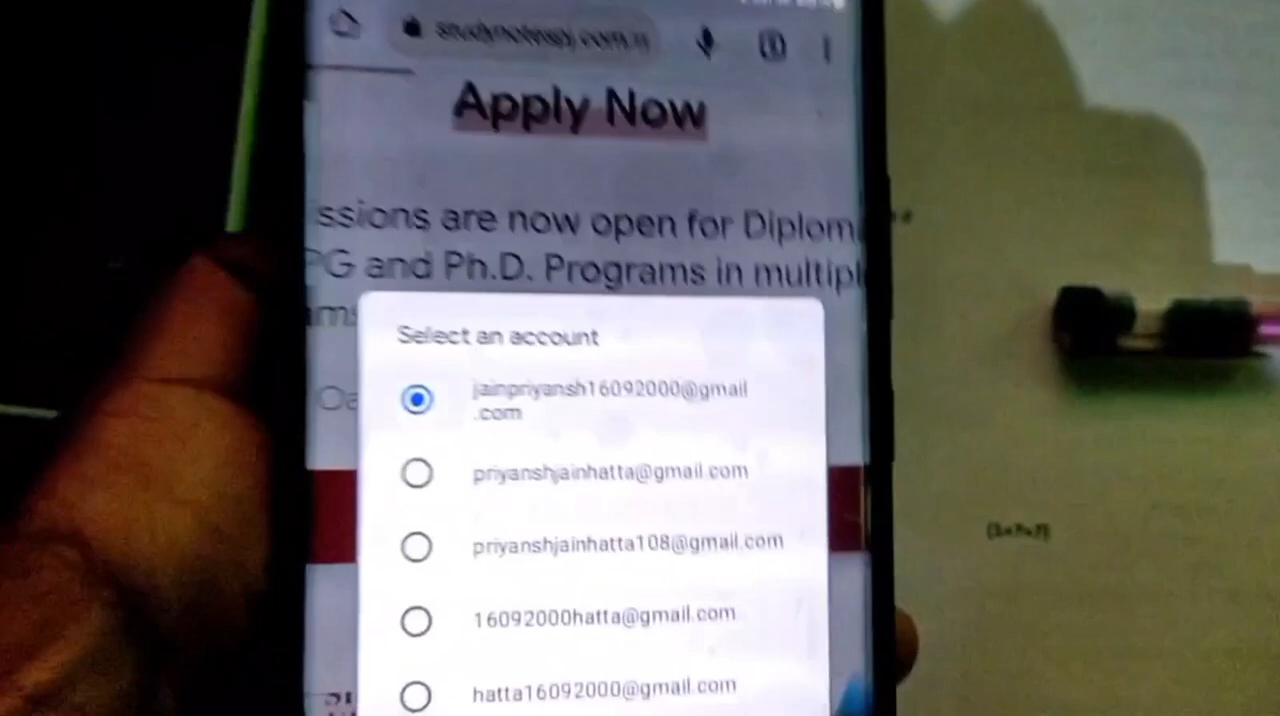 Apply Now
ssions are now open for Diplom
PG and Ph.D. Programs in multipl
Select an account
jainpriyansh16092000@gmail
.com
priyanshjainhatta@gmail.com
priyanshjainhatta108@gmail.com
16092000hatta@gmail.com
hatta16092000@gmail.com